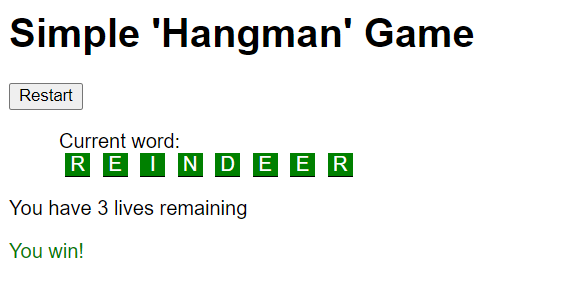 Simple 'Hangman' Game
Restart
Current word:
R E I N D E E R
You have 3 lives remaining
You win!